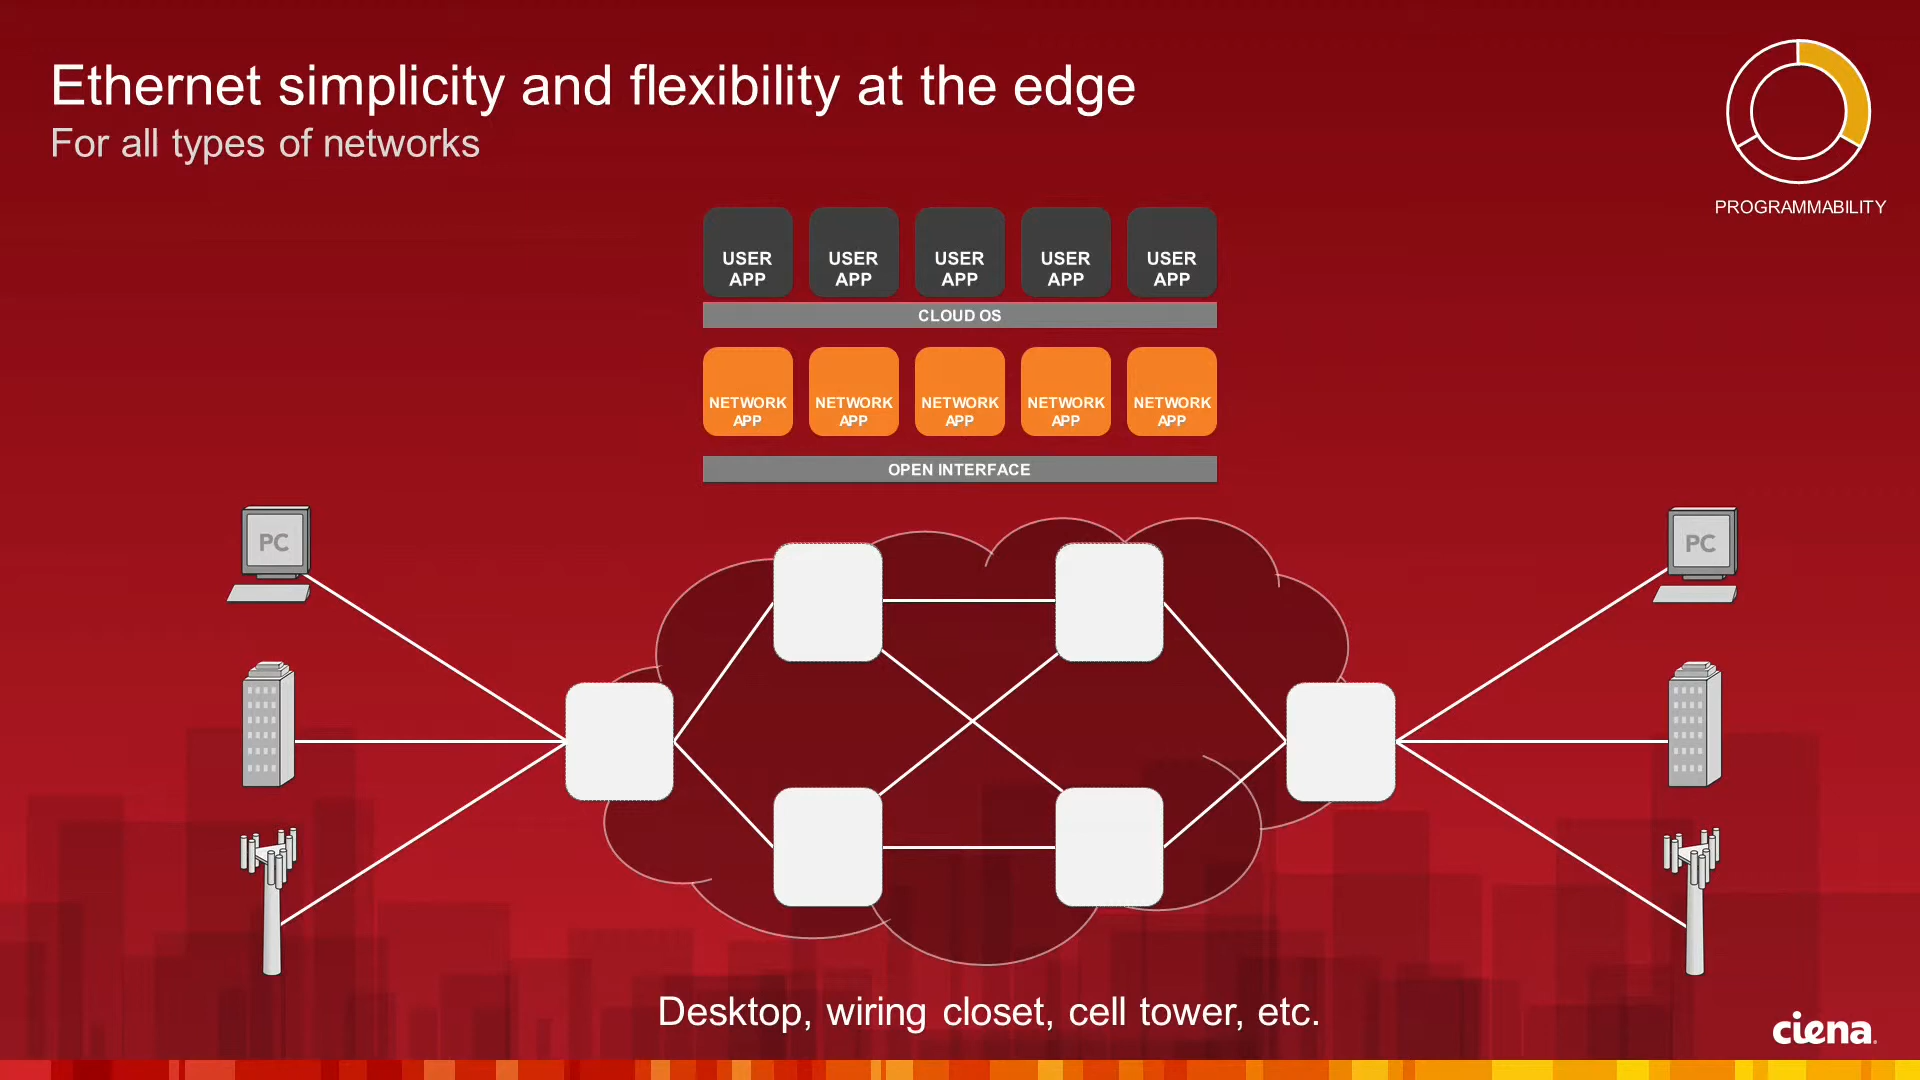 Ethernet simplicity and flexibility at the edge
For all types of networks
PROGRAMMABILITY
USER APP USER APP USER APP USER APP USER APP
CLOUD OS
NETWORK APP NETWORK APP NETWORK APP NETWORK APP NETWORK APP
OPEN INTERFACE
PC PC
Desktop, wiring closet, cell tower, etc.
ciena